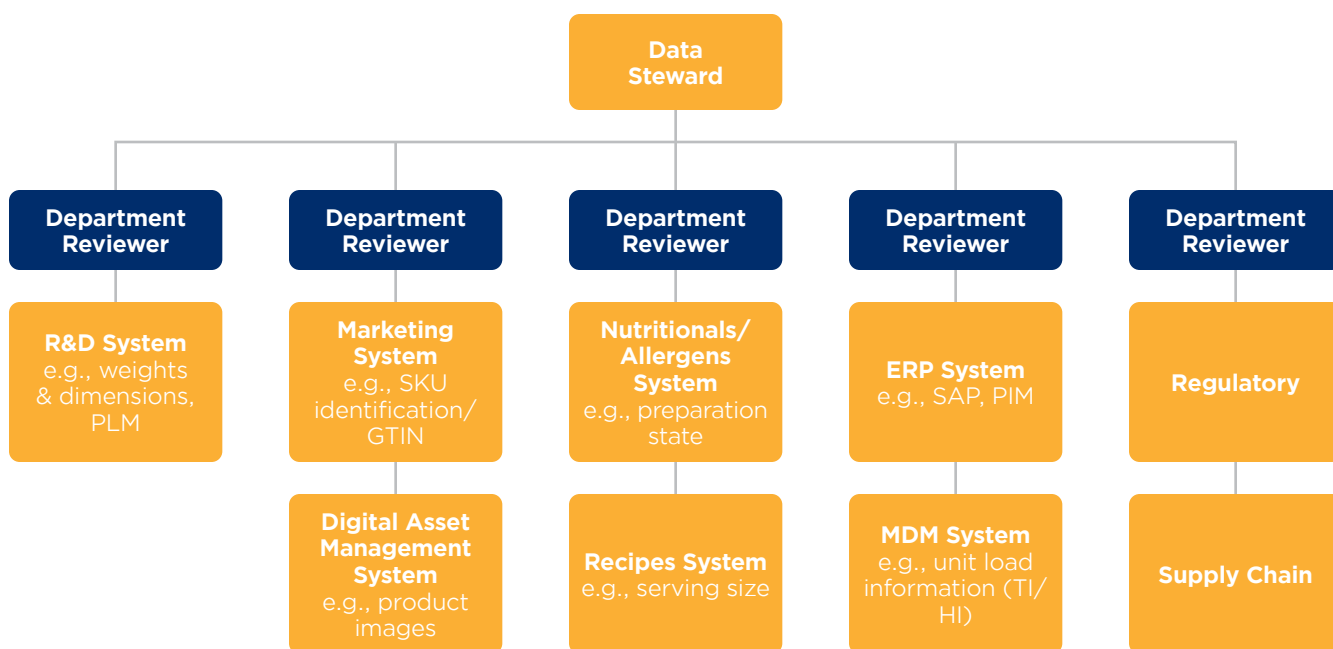 Data
Steward
Department
Reviewer
Department
Reviewer
Department
Reviewer
Department
Reviewer
Department
Reviewer
R&D System
e.g., weights
& dimensions,
PLM
Marketing
System
e.g., SKU
identification/
GTIN
Nutritionals/
Allergens
System
e.g., preparation
state
ERP System
e.g., SAP, PIM
Regulatory
Digital Asset
Management
System
e.g., product
images
Recipes System
e.g., serving size
MDM System
e.g., unit load
information (TI/
HI)
Supply Chain